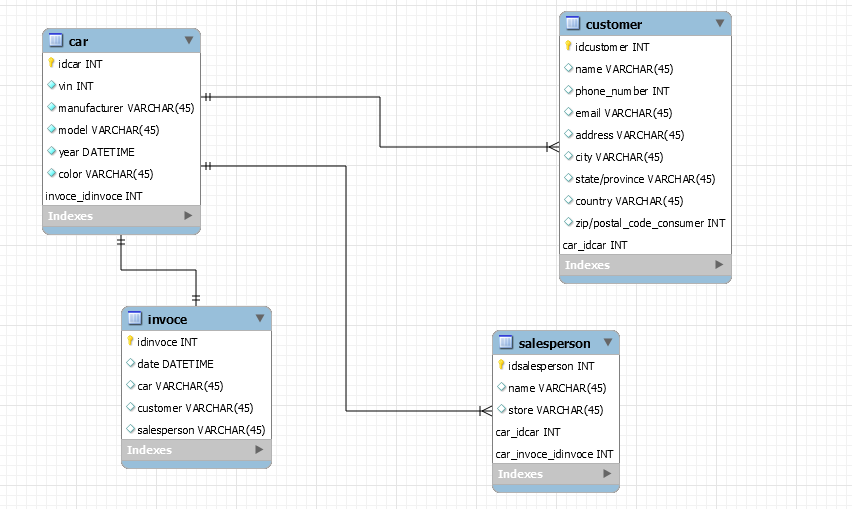 car
idcar INT
vin INT
manufacturer VARCHAR(45)
model VARCHAR(45)
year DATETIME
color VARCHAR(45)
invoce_idinvoce INT
Indexes
customer
idcustomer INT
name VARCHAR(45)
phone_number INT
email VARCHAR(45)
address VARCHAR(45)
city VARCHAR(45)
state/province VARCHAR(45)
country VARCHAR(45)
zip/postal_code_consumer INT
car_idcar INT
Indexes
invoce
idinvoce INT
date DATETIME
car VARCHAR(45)
customer VARCHAR(45)
salesperson VARCHAR(45)
Indexes
salesperson
idsalesperson INT
name VARCHAR(45)
store VARCHAR(45)
car_idcar INT
car_invoce_idinvoce INT
Indexes